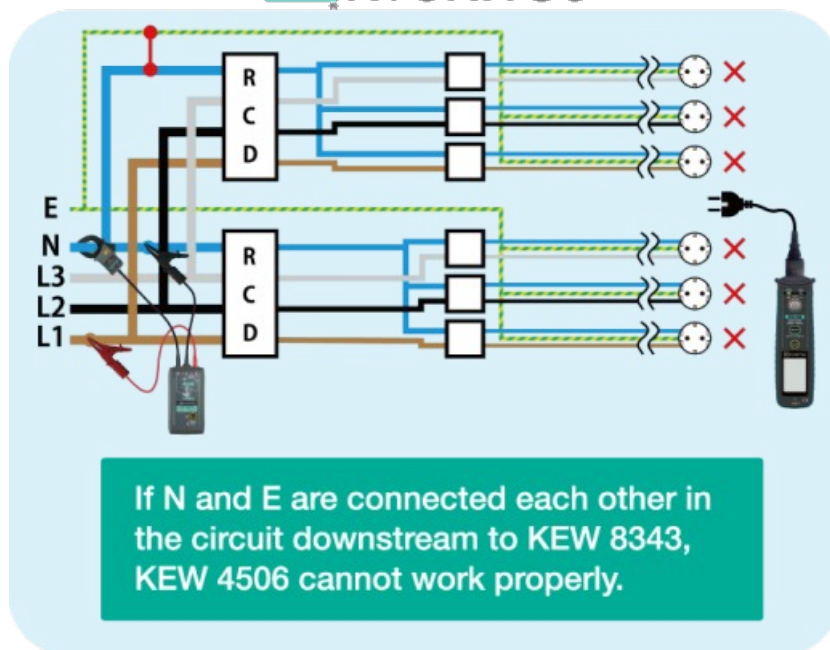 R
C
D
E
N
L3
L2
L1
R
C
D
If N and E are connected each other in
the circuit downstream to KEW 8343,
KEW 4506 cannot work properly.